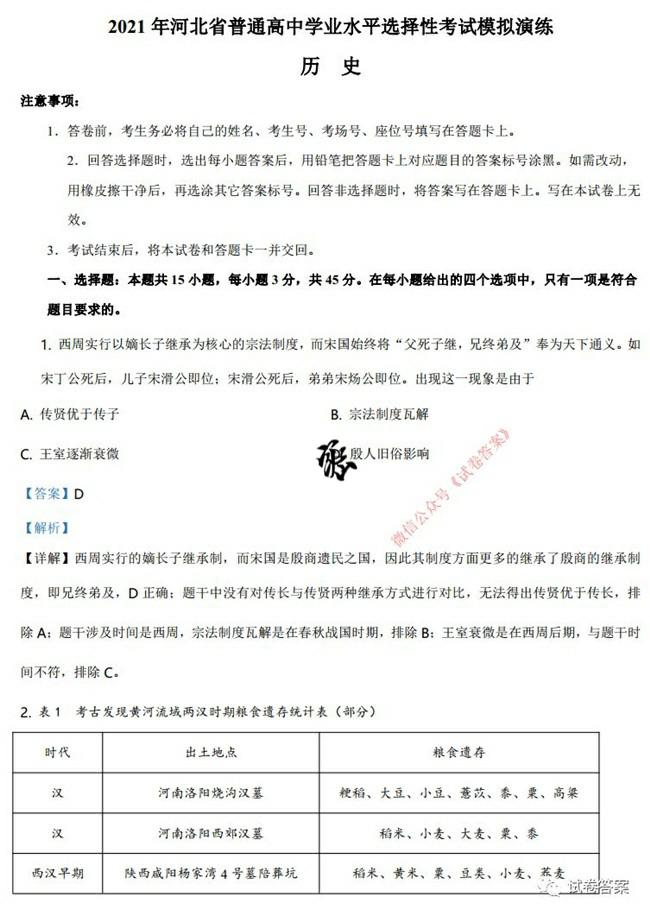 2021 年河北省普通高中学业水平选择性考试模拟演练
历 史
注意事项：
1．答卷前，考生务必将自己的姓名、考生号、考场号、座位号填写在答题卡上。
2．回答选择题时，选出每小题答案后，用铅笔把答题卡上对应题目的答案标号涂黑。如需改动，
用橡皮擦干净后，再选涂其它答案标号。回答非选择题时，将答案写在答题卡上。写在本试卷上无
效。
3．考试结束后，将本试卷和答题卡一并交回。
一、选择题：本题共 15 小题，每小题 3 分，共 45 分。在每小题给出的四个选项中，只有一项是符合
题目要求的。
1. 西周实行以嫡长子继承为核心的宗法制度，而宋国始终将“父死子继，兄终弟及”奉为天下通义。如
宋丁公死后，儿子宋湣公即位；宋湣公死后，弟弟宋炀公即位。出现这一现象是由于
A. 传贤优于传子 B. 宗法制度瓦解
C. 王室逐渐衰微 殷人旧俗影响
微信公众号《试卷答案》
【答案】D
【解析】
【详解】西周实行的嫡长子继承制，而宋国是殷商遗民之国，因此其制度方面更多的继承了殷商的继承制
度，即兄终弟及，D 正确；题干中没有对传长与传贤两种继承方式进行对比，无法得出传贤优于传长，排
除 A；题干涉及时间是西周，宗法制度瓦解是在春秋战国时期，排除 B；王室衰微是在西周后期，与题干时
间不符，排除 C。
2. 表 1 考古发现黄河流域两汉时期粮食遗存统计表（部分）
时代 出土地点 粮食遗存
汉 河南洛阳烧沟汉墓 粳稻、大豆、小豆、薏苡、黍、粟、高粱
汉 河南洛阳西郊汉墓 稻米、小麦、大麦、粟、黍
西汉早期 陕西咸阳杨家湾 4 号墓陪葬坑 稻米、黄米、粟、豆类、小麦、荞麦
试卷答案